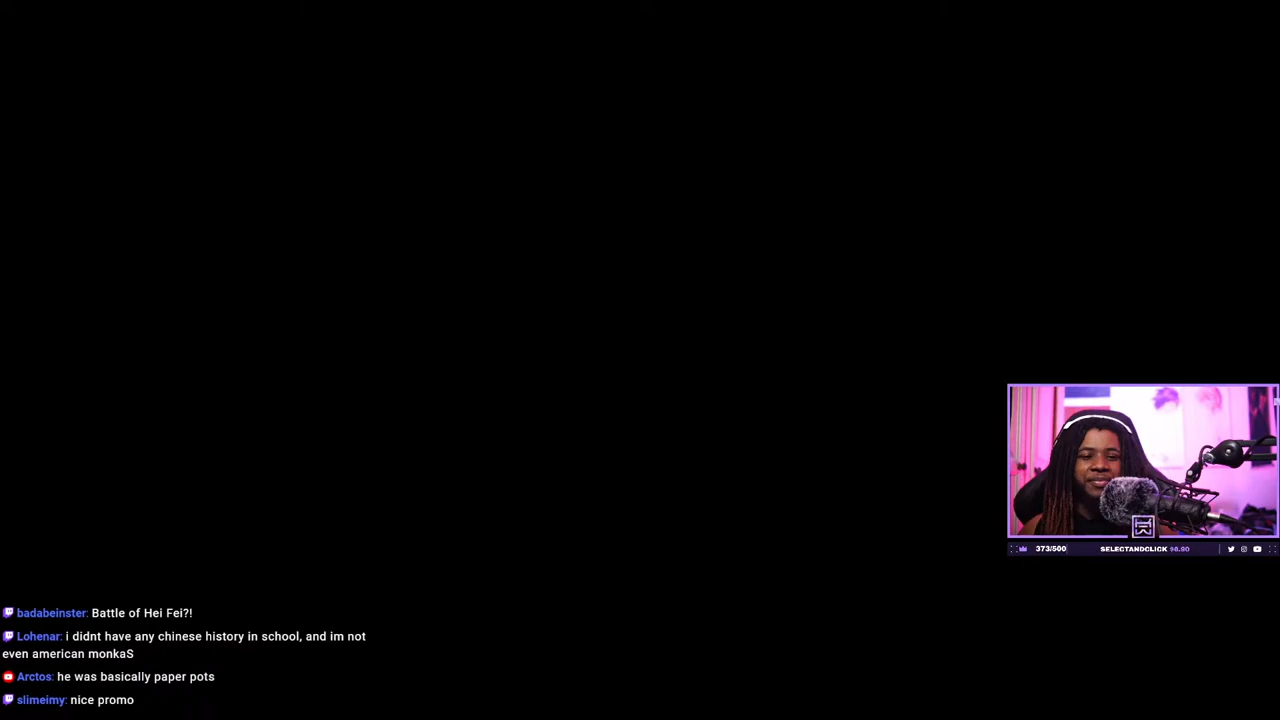 373/500
SELECTANDCLICK
badabeinster: Battle of Hei Fei?!
Lohenar: i didnt have any chinese history in school, and im not
even american monkaS
Arctos: he was basically paper pots
slimeimy: nice promo